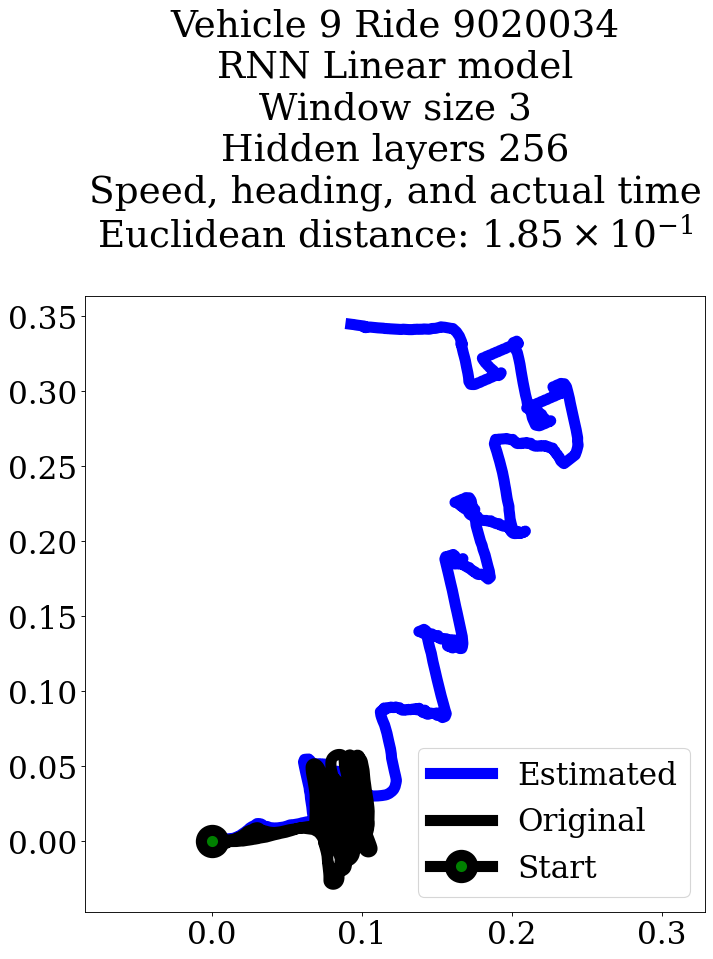 Vehicle 9 Ride 9020034
RNN Linear model
Window size 3
Hidden layers 256
Speed, heading, and actual time
Euclidean distance: 1.85 × 10⁻¹
0.35
0.30
0.25
0.20
0.15
0.10
0.05
0.00
Estimated
Original
Start
0.0 0.1 0.2 0.3